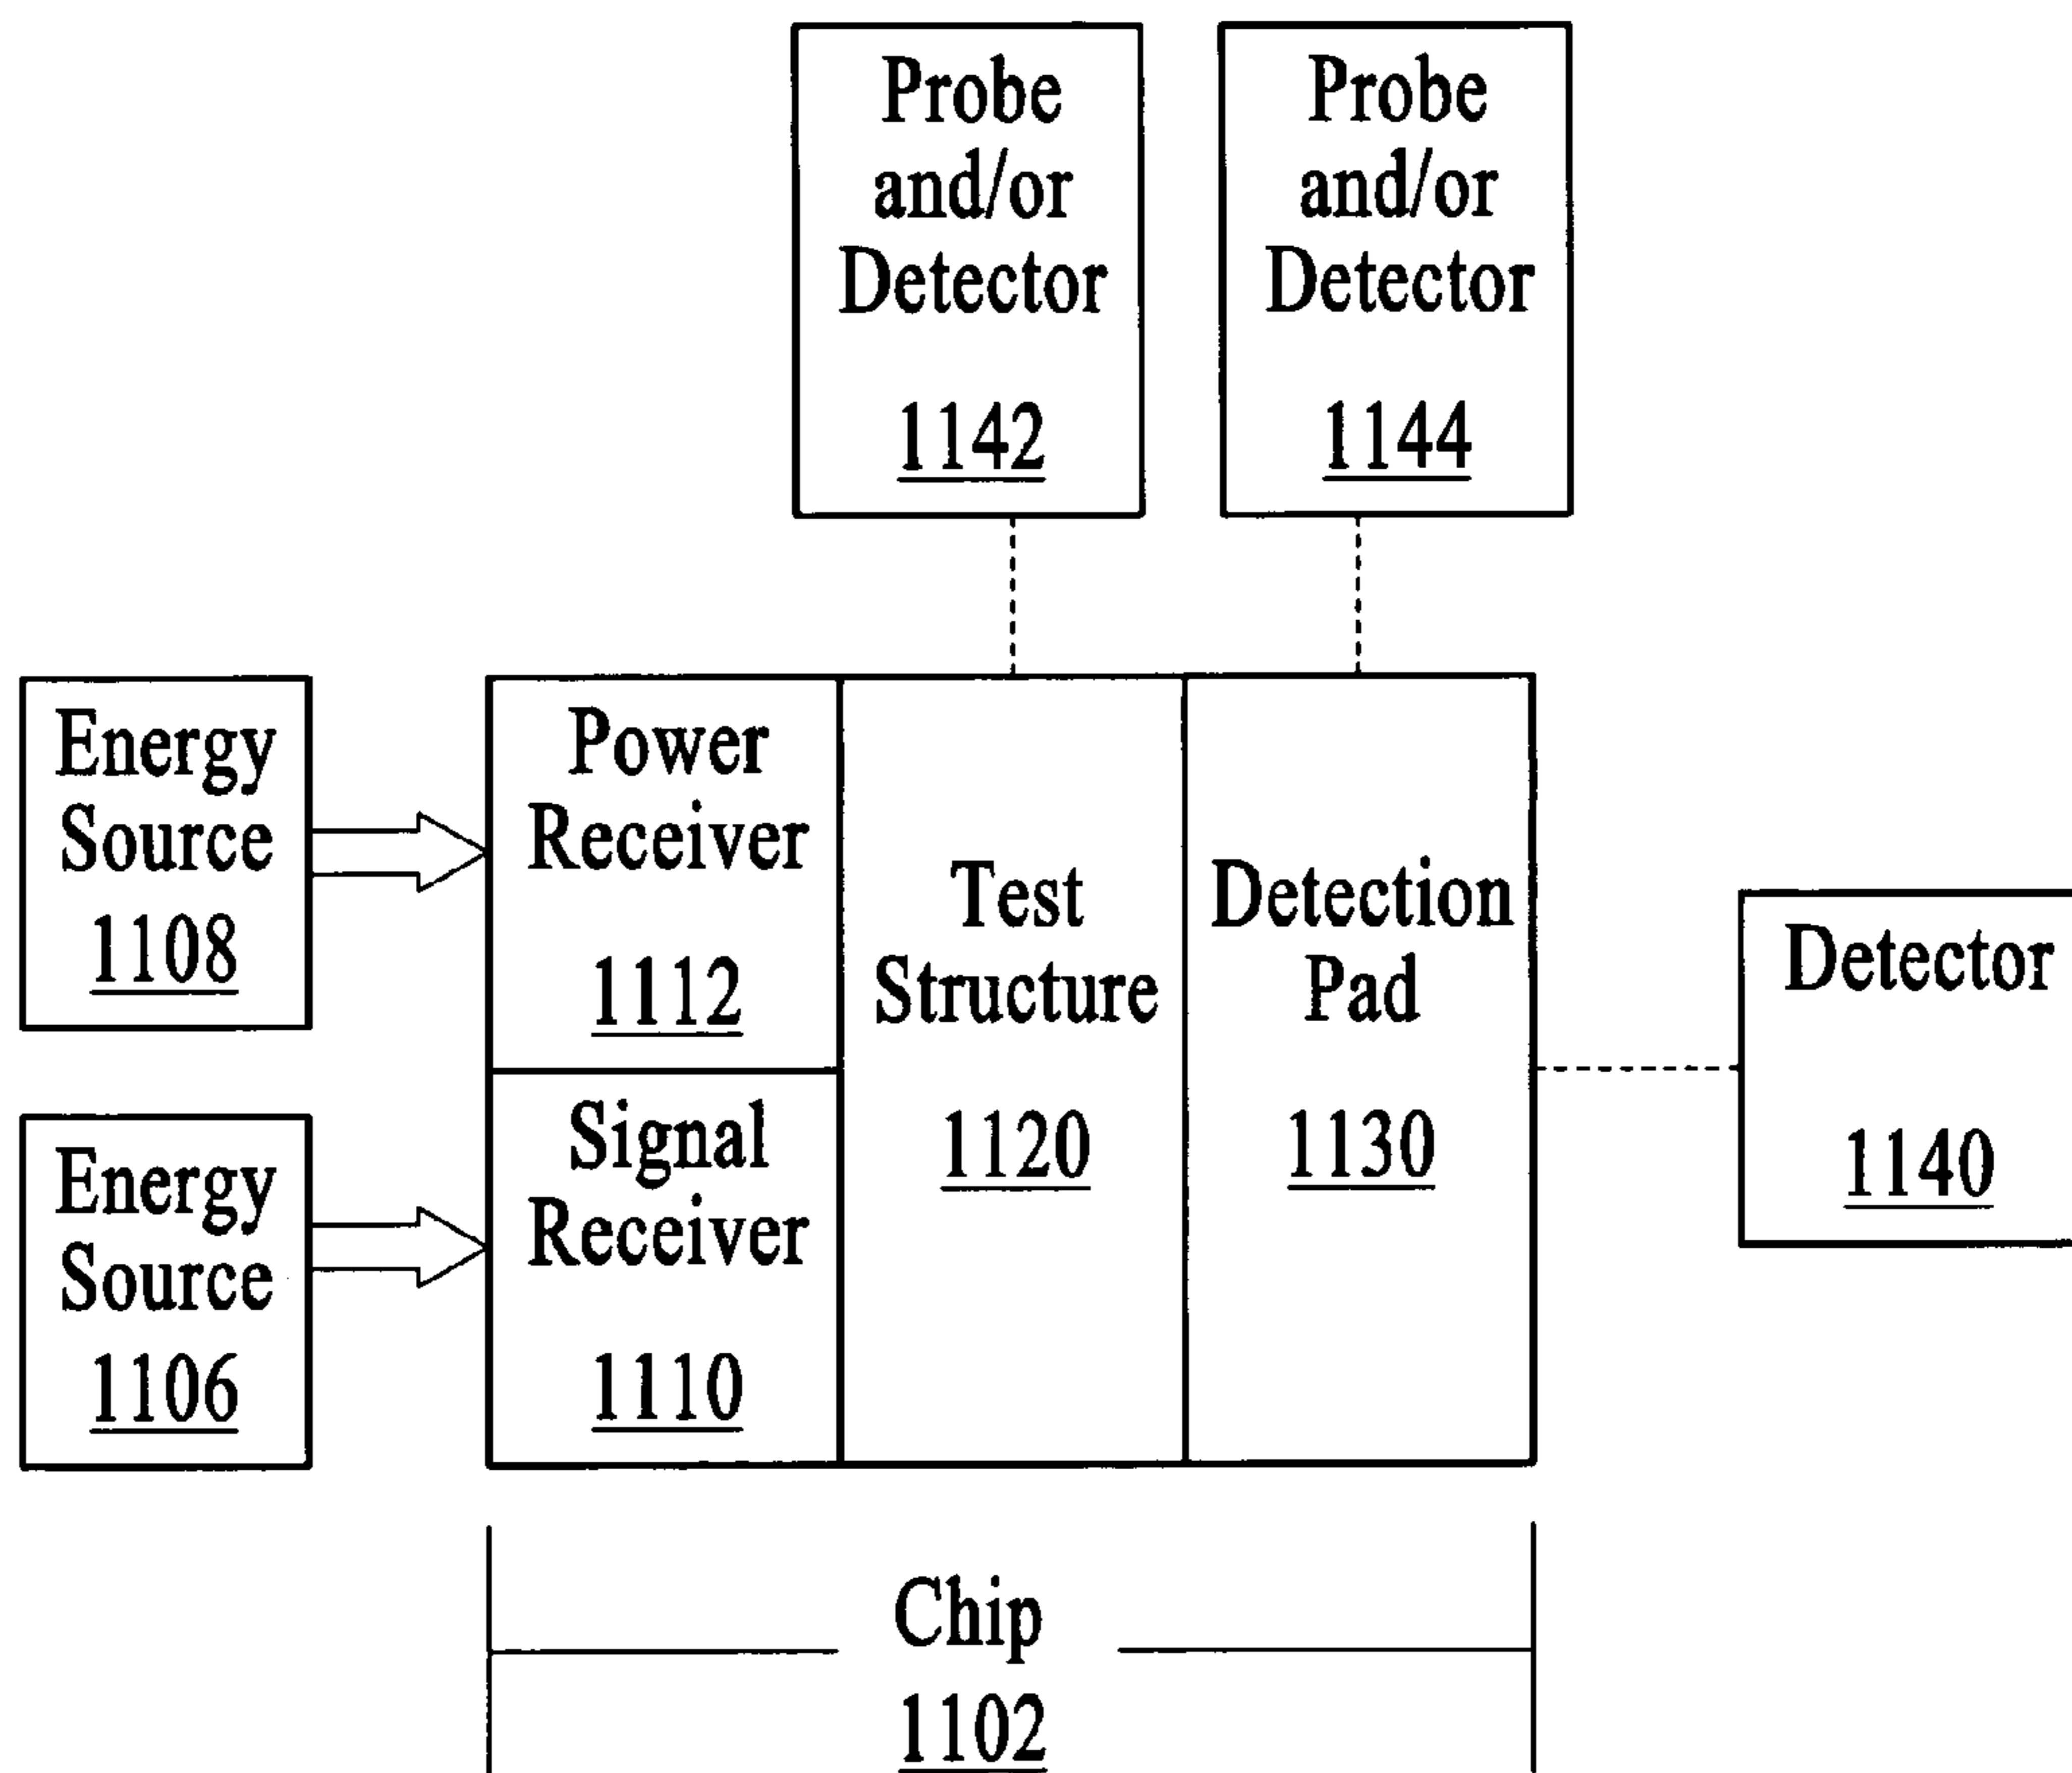 Probe
and/or
Detector
1142
Probe
and/or
Detector
1144
Energy
Source
1108
Energy
Source
1106
Power
Receiver
1112
Signal
Receiver
1110
Test
Structure
1120
Detection
Pad
1130
Detector
1140
Chip
1102